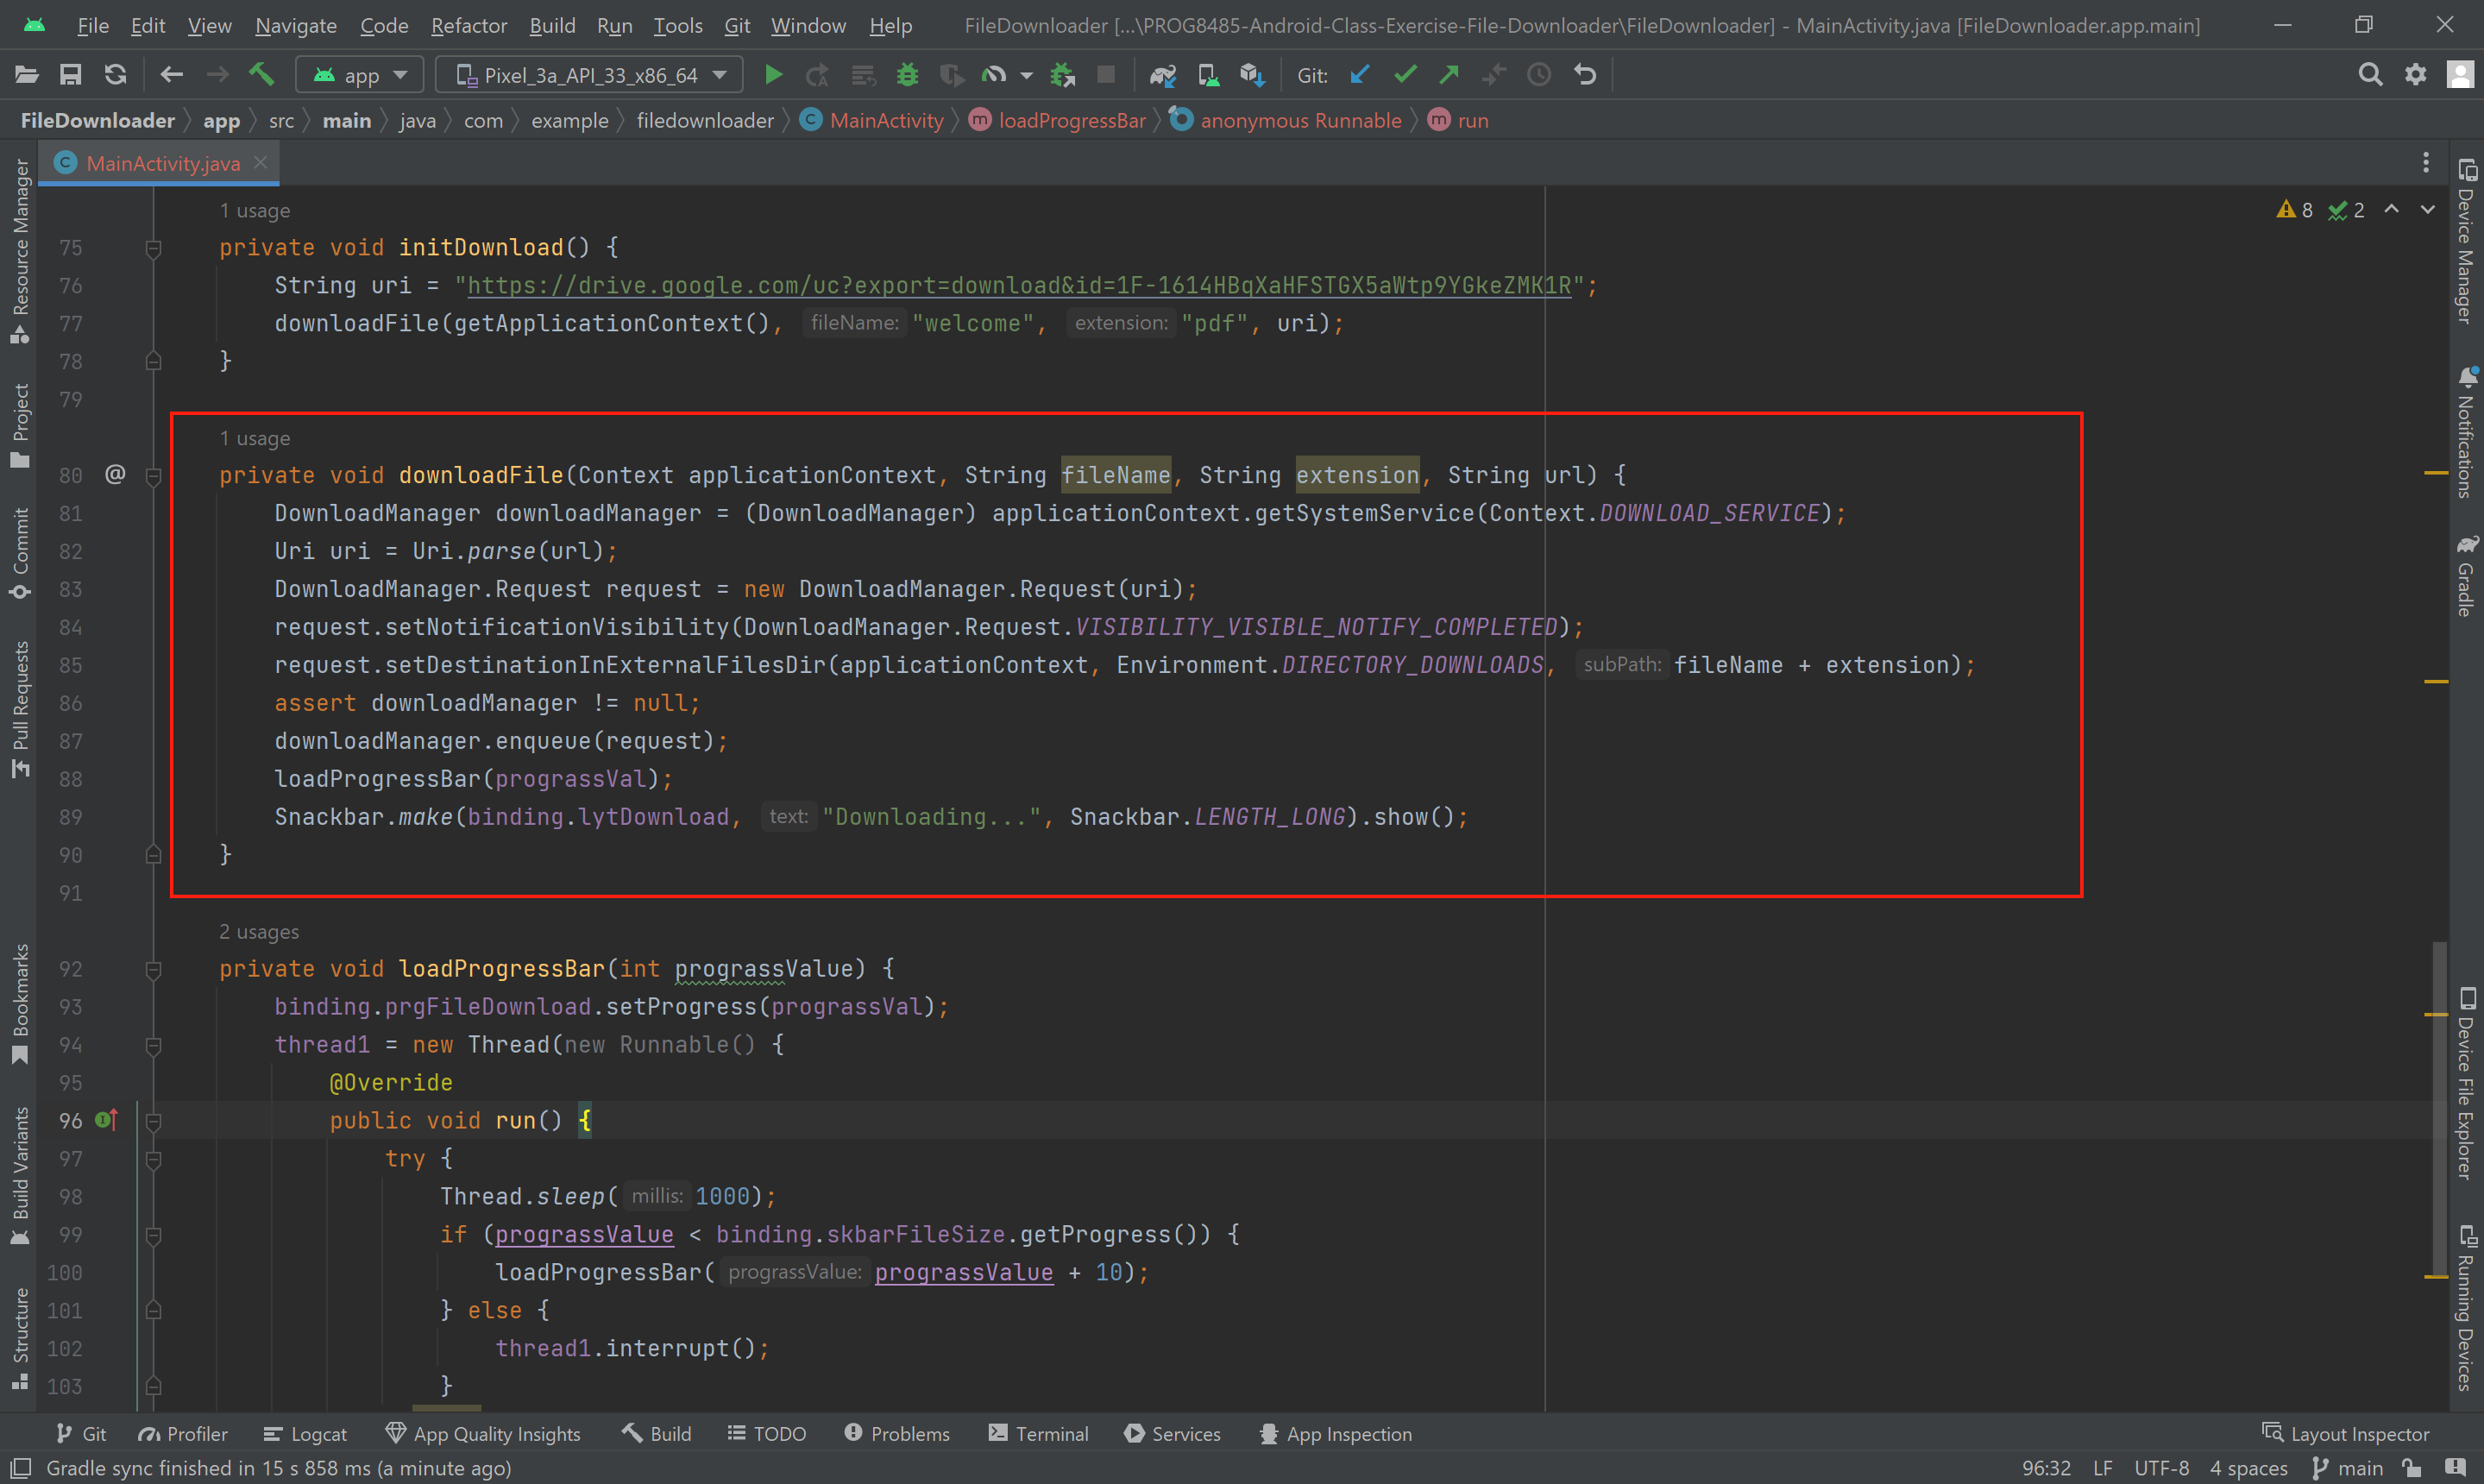 File Edit View Navigate Code Refactor Build Run Tools Git Window Help FileDownloader [...\PROG8485-Android-Class-Exercise-File-Downloader\FileDownloader] - MainActivity.java [FileDownloader.app.main]
app Pixel_3a_API_33_x86_64 Git:
FileDownloader app src main java com example filedownloader MainActivity loadProgressBar anonymous Runnable run
MainActivity.java
Resource Manager
Project
Commit
Pull Requests
Bookmarks
Build Variants
Structure
8 2
1 usage
75 private void initDownload() {
76 String uri = "https://drive.google.com/uc?export=download&id=1F-1614HBqXaHFSTGX5aWtp9YGkeZMK1R";
77 downloadFile(getApplicationContext(), fileName: "welcome", extension: "pdf", uri);
78 }
79
1 usage
80 @ private void downloadFile(Context applicationContext, String fileName, String extension, String url) {
81 DownloadManager downloadManager = (DownloadManager) applicationContext.getSystemService(Context.DOWNLOAD_SERVICE);
82 Uri uri = Uri.parse(url);
83 DownloadManager.Request request = new DownloadManager.Request(uri);
84 request.setNotificationVisibility(DownloadManager.Request.VISIBILITY_VISIBLE_NOTIFY_COMPLETED);
85 request.setDestinationInExternalFilesDir(applicationContext, Environment.DIRECTORY_DOWNLOADS, subPath: fileName + extension);
86 assert downloadManager != null;
87 downloadManager.enqueue(request);
88 loadProgressBar(prograssVal);
89 Snackbar.make(binding.lytDownload, text: "Downloading...", Snackbar.LENGTH_LONG).show();
90 }
91
2 usages
92 private void loadProgressBar(int prograssValue) {
93 binding.prgFileDownload.setProgress(prograssVal);
94 thread1 = new Thread(new Runnable() {
95 @Override
96 public void run() {
97 try {
98 Thread.sleep( millis: 1000);
99 if (prograssValue < binding.skbarFileSize.getProgress()) {
100 loadProgressBar( prograssValue: prograssValue + 10);
101 } else {
102 thread1.interrupt();
103 }
Device Manager
Notifications
Gradle
Device File Explorer
Running Devices
Git Profiler Logcat App Quality Insights Build TODO Problems Terminal Services App Inspection Layout Inspector
Gradle sync finished in 15 s 858 ms (a minute ago) 96:32 LF UTF-8 4 spaces main